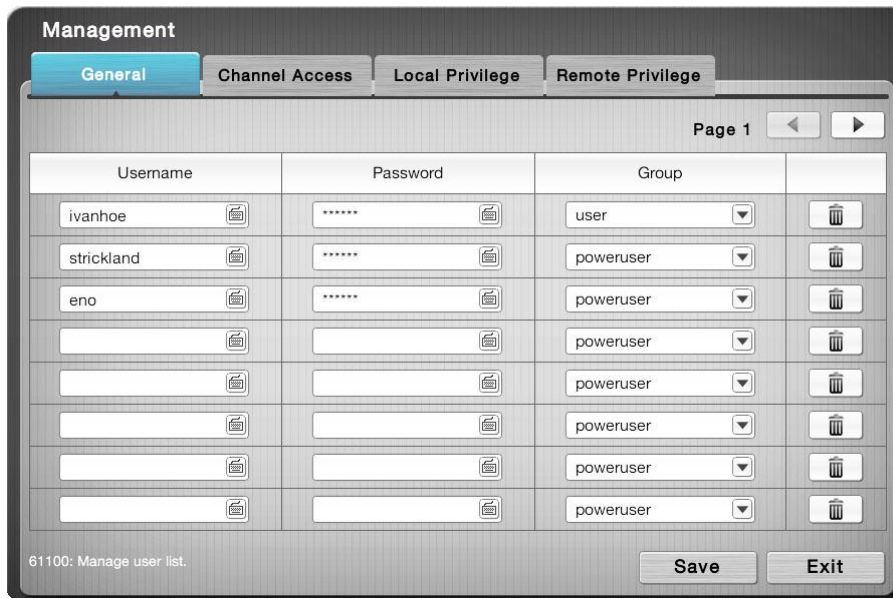 Management
General Channel Access Local Privilege Remote Privilege
Page 1
Username Password Group
ivanhoe ****** user
strickland ****** poweruser
eno ****** poweruser
poweruser
poweruser
poweruser
poweruser
poweruser
61100: Manage user list. Save Exit